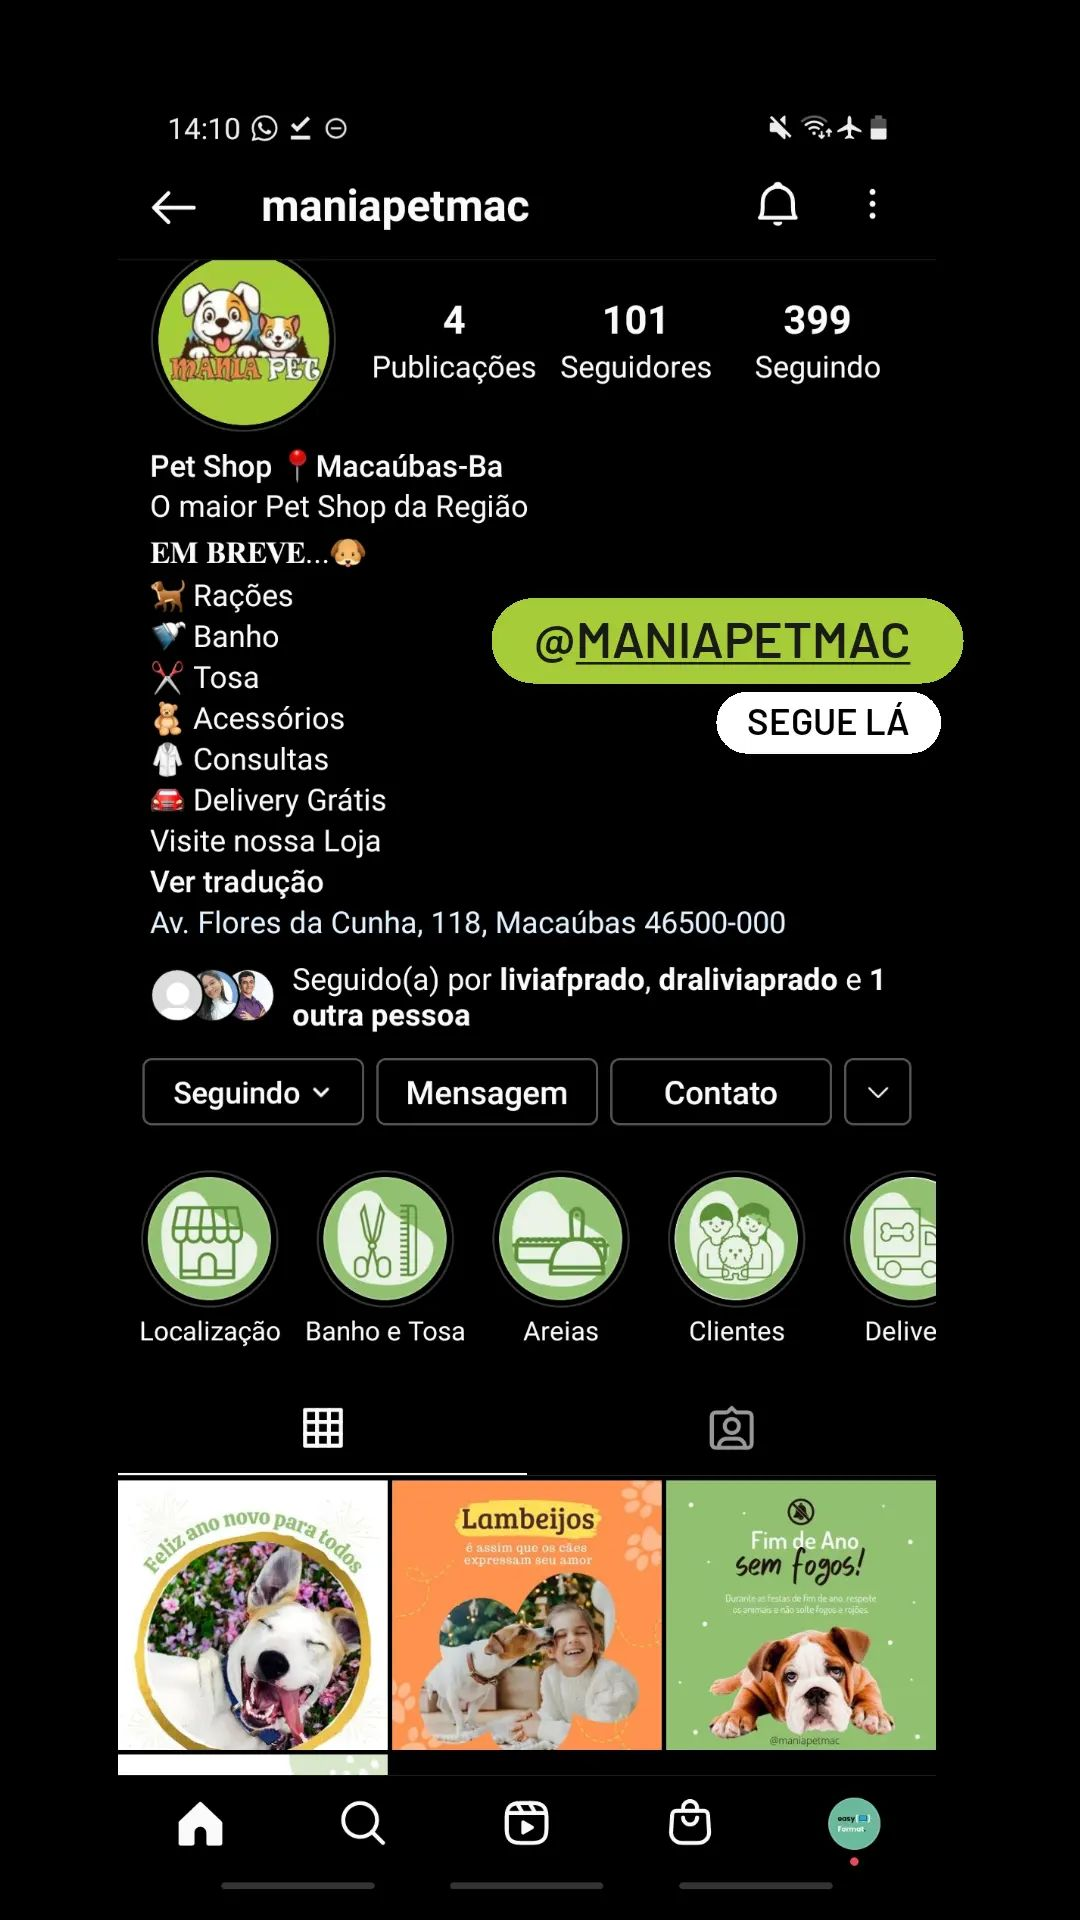 14:10
maniapetmac
MANIA PET
4
Publicações
101
Seguidores
399
Seguindo
Pet Shop 📍Macaúbas-Ba
O maior Pet Shop da Região
𝐄𝐌 𝐁𝐑𝐄𝐕𝐄...🐶
🐕 Rações
🚿 Banho
✂️ Tosa
🧸 Acessórios
🥼 Consultas
🚘 Delivery Grátis
Visite nossa Loja
Ver tradução
Av. Flores da Cunha, 118, Macaúbas 46500-000
@MANIAPETMAC
SEGUE LÁ
Seguido(a) por liviafprado, draliviaprado e 1
outra pessoa
Seguindo
Mensagem
Contato
Localização
Banho e Tosa
Areias
Clientes
Delive
Feliz ano novo para todos
Lambeijos
é assim que os cães
expressam seu amor
Fim de Ano
sem fogos!
Durante as festas de fim de ano, respeite
os animais e não solte fogos e rojões.
@maniapetmac
easy
Format